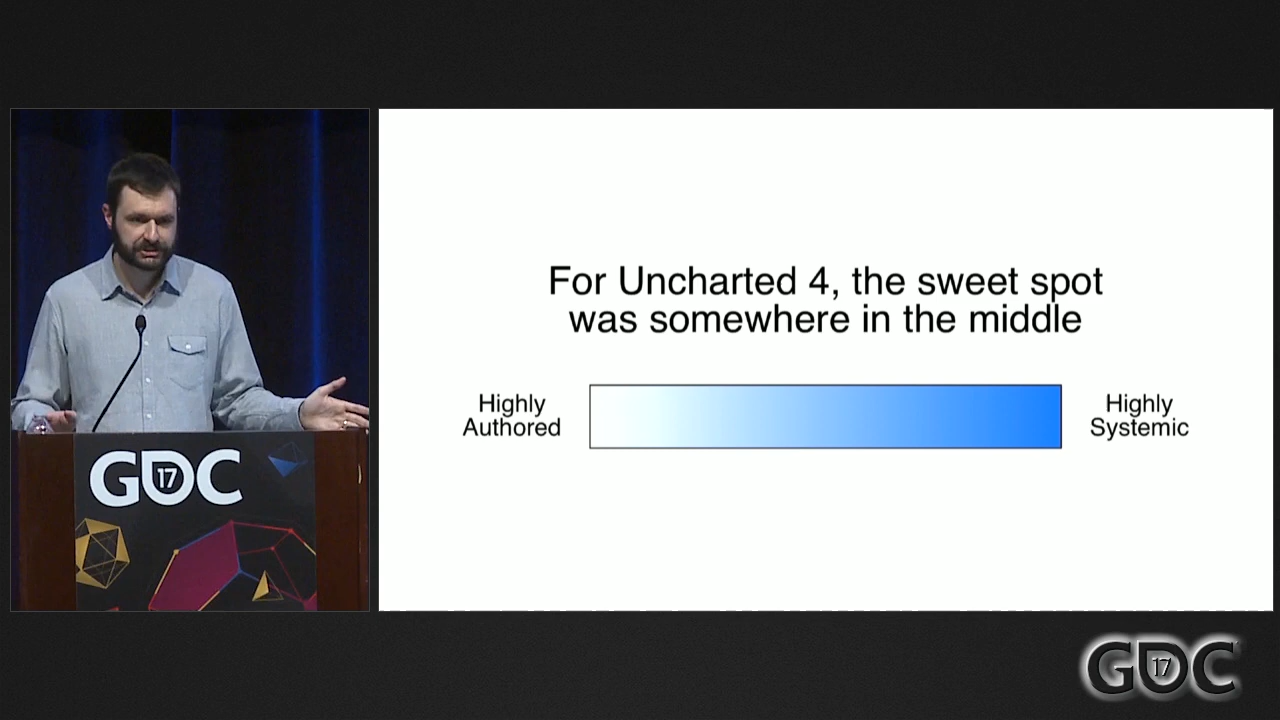 For Uncharted 4, the sweet spot
was somewhere in the middle
Highly
Authored
Highly
Systemic
GDC
17
GDC
17